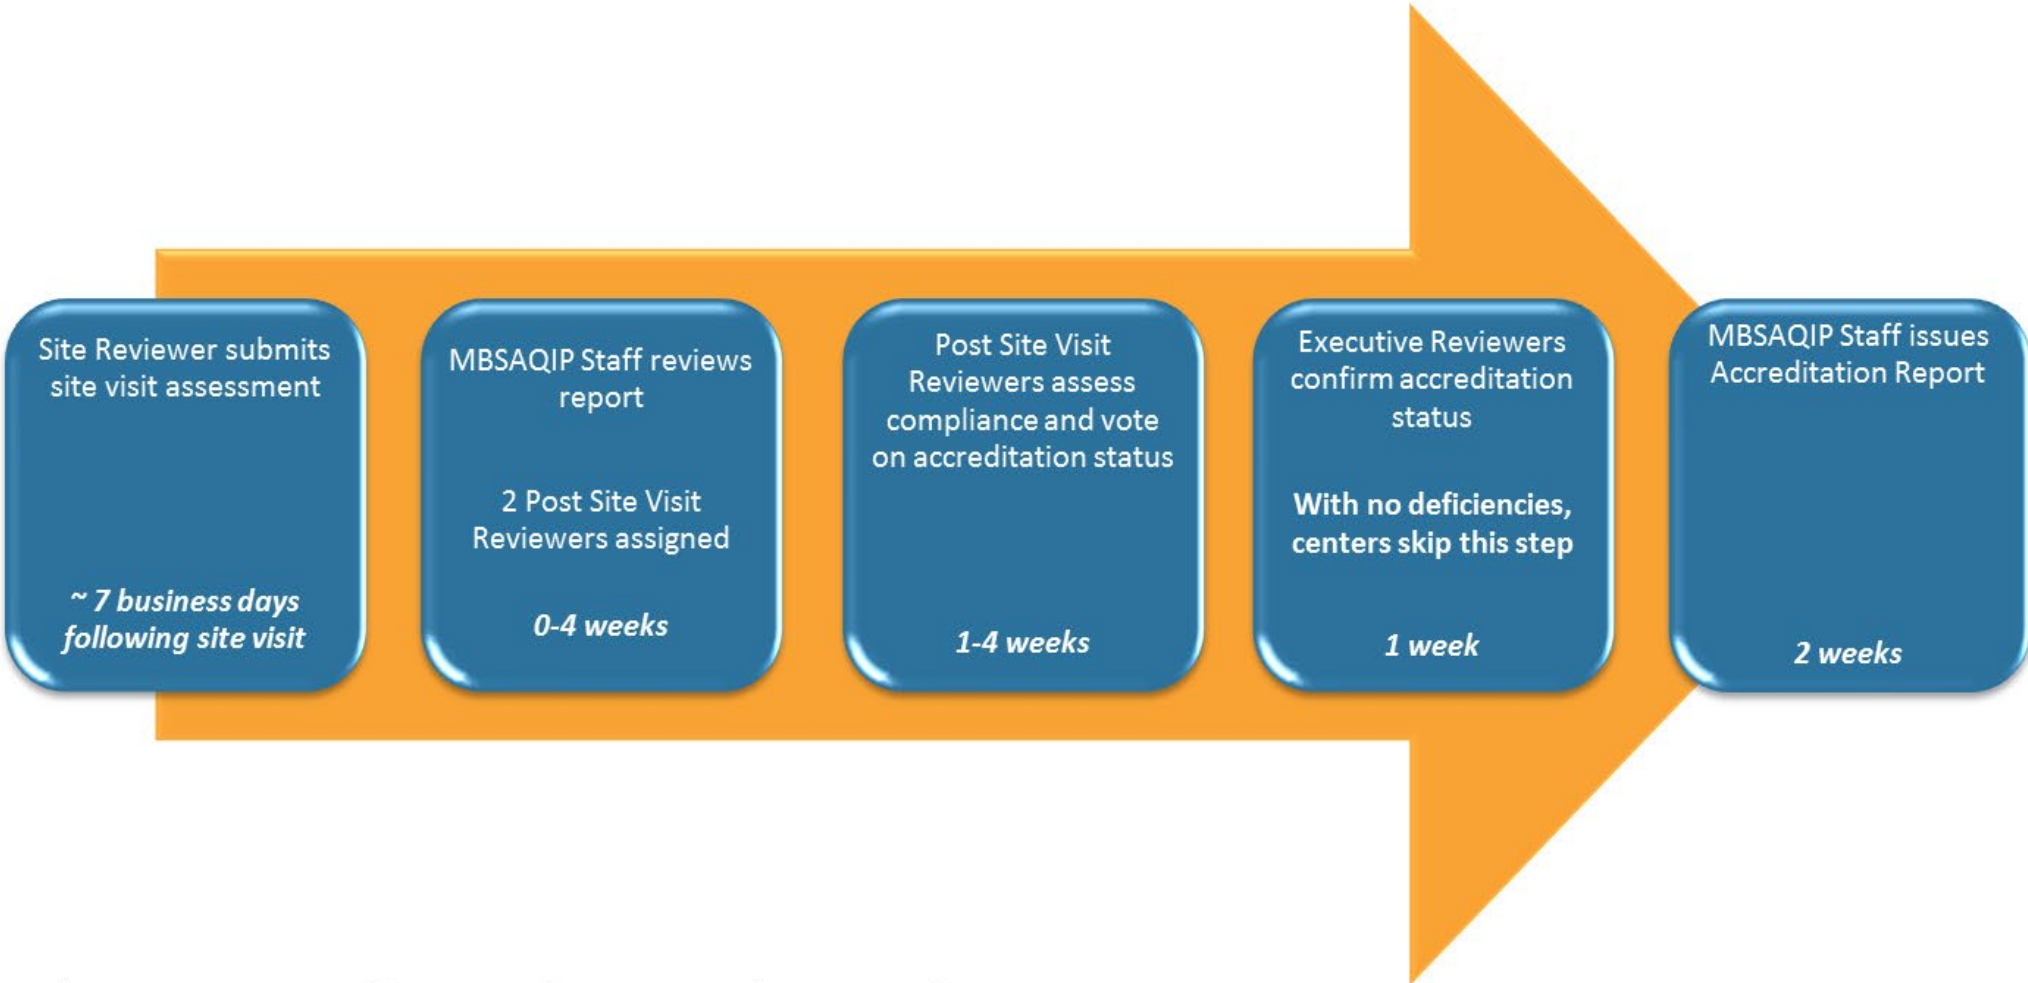 Site Reviewer submits
site visit assessment
~ 7 business days
following site visit
MBSAQIP Staff reviews
report
2 Post Site Visit
Reviewers assigned
0-4 weeks
Post Site Visit
Reviewers assess
compliance and vote
on accreditation status
1-4 weeks
Executive Reviewers
confirm accreditation
status
With no deficiencies,
centers skip this step
1 week
MBSAQIP Staff issues
Accreditation Report
2 weeks